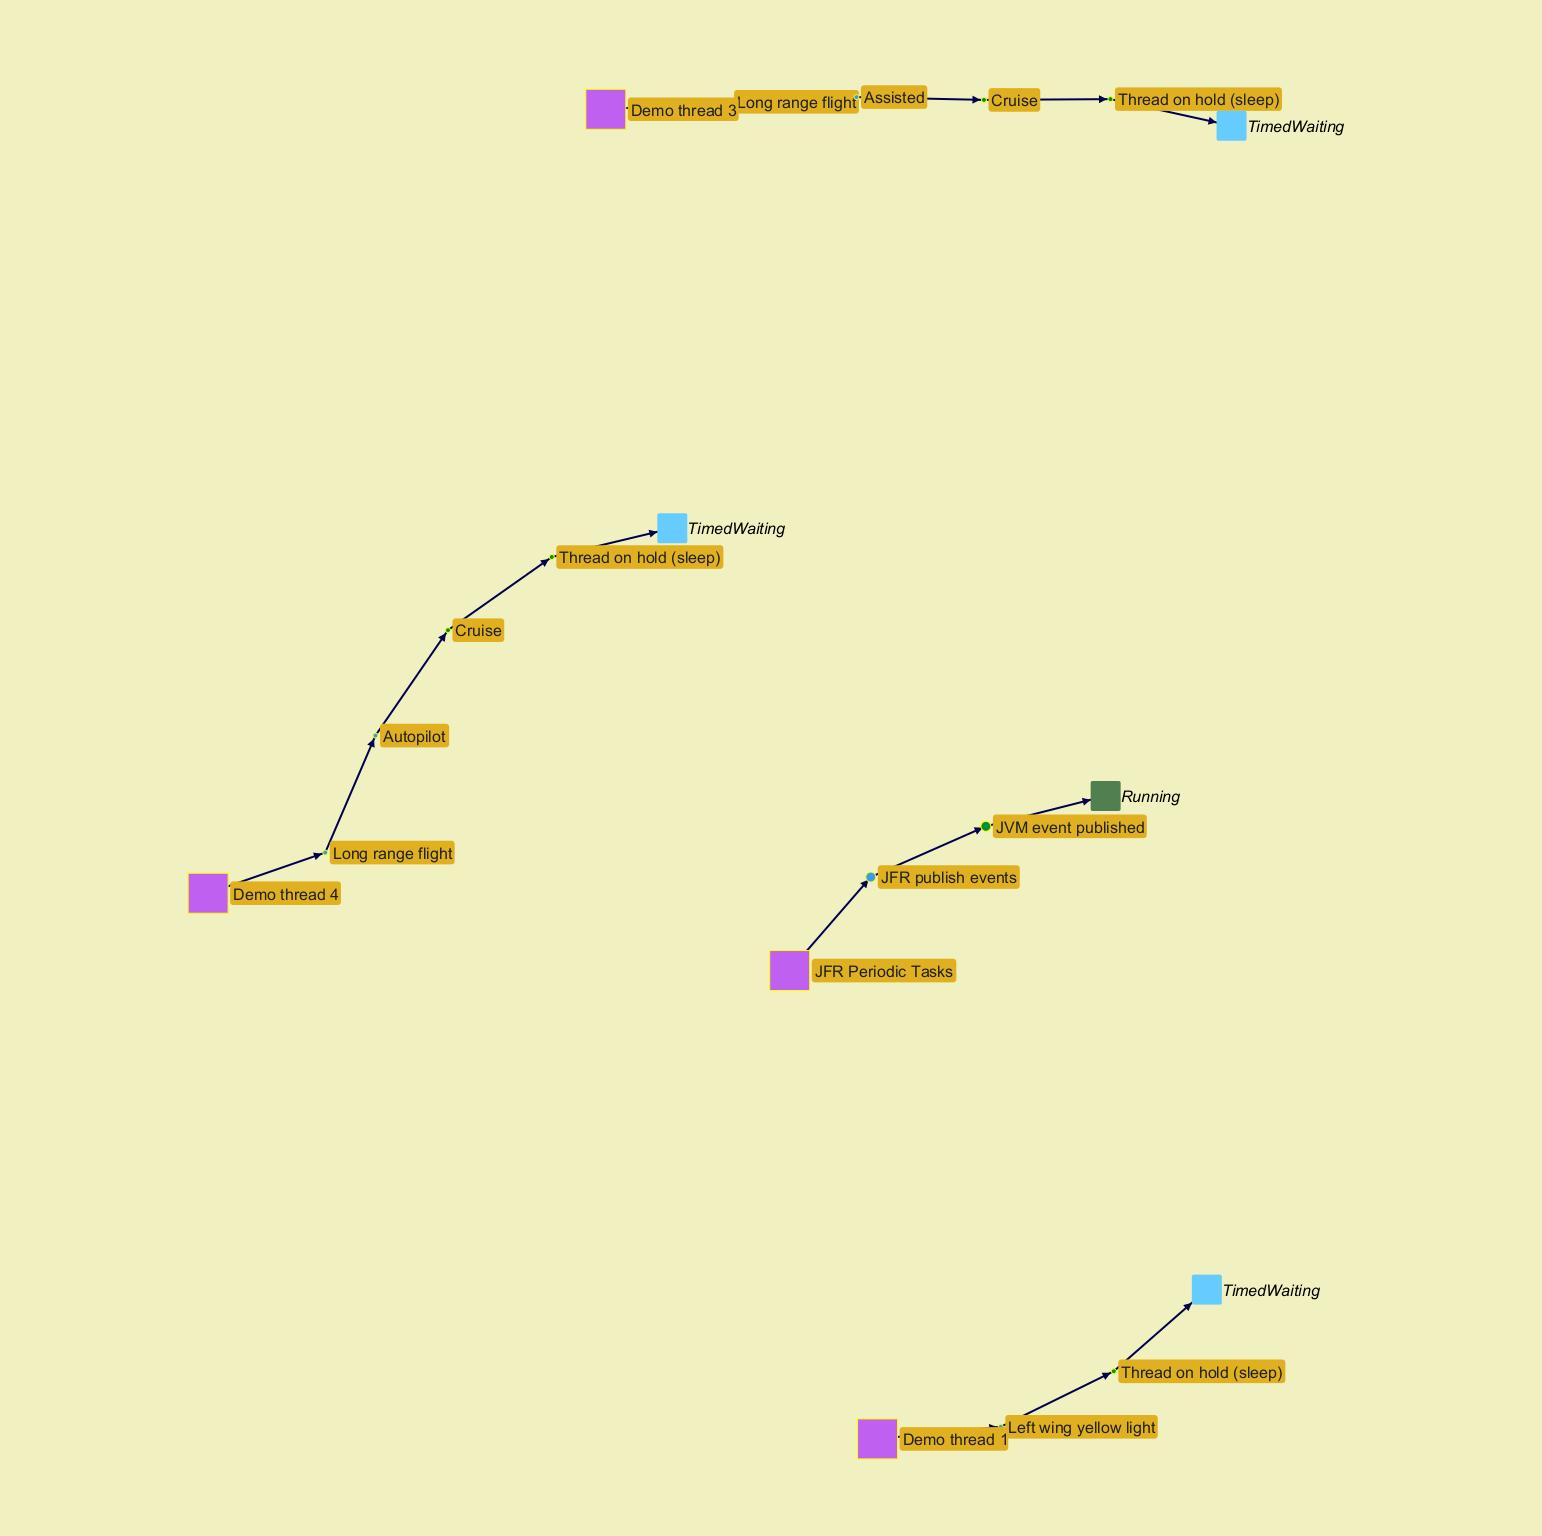 Demo thread 3
Long range flight
Assisted
Cruise
Thread on hold (sleep)
TimedWaiting
TimedWaiting
Thread on hold (sleep)
Cruise
Autopilot
Long range flight
Demo thread 4
Running
JVM event published
JFR publish events
JFR Periodic Tasks
TimedWaiting
Thread on hold (sleep)
Left wing yellow light
Demo thread 1